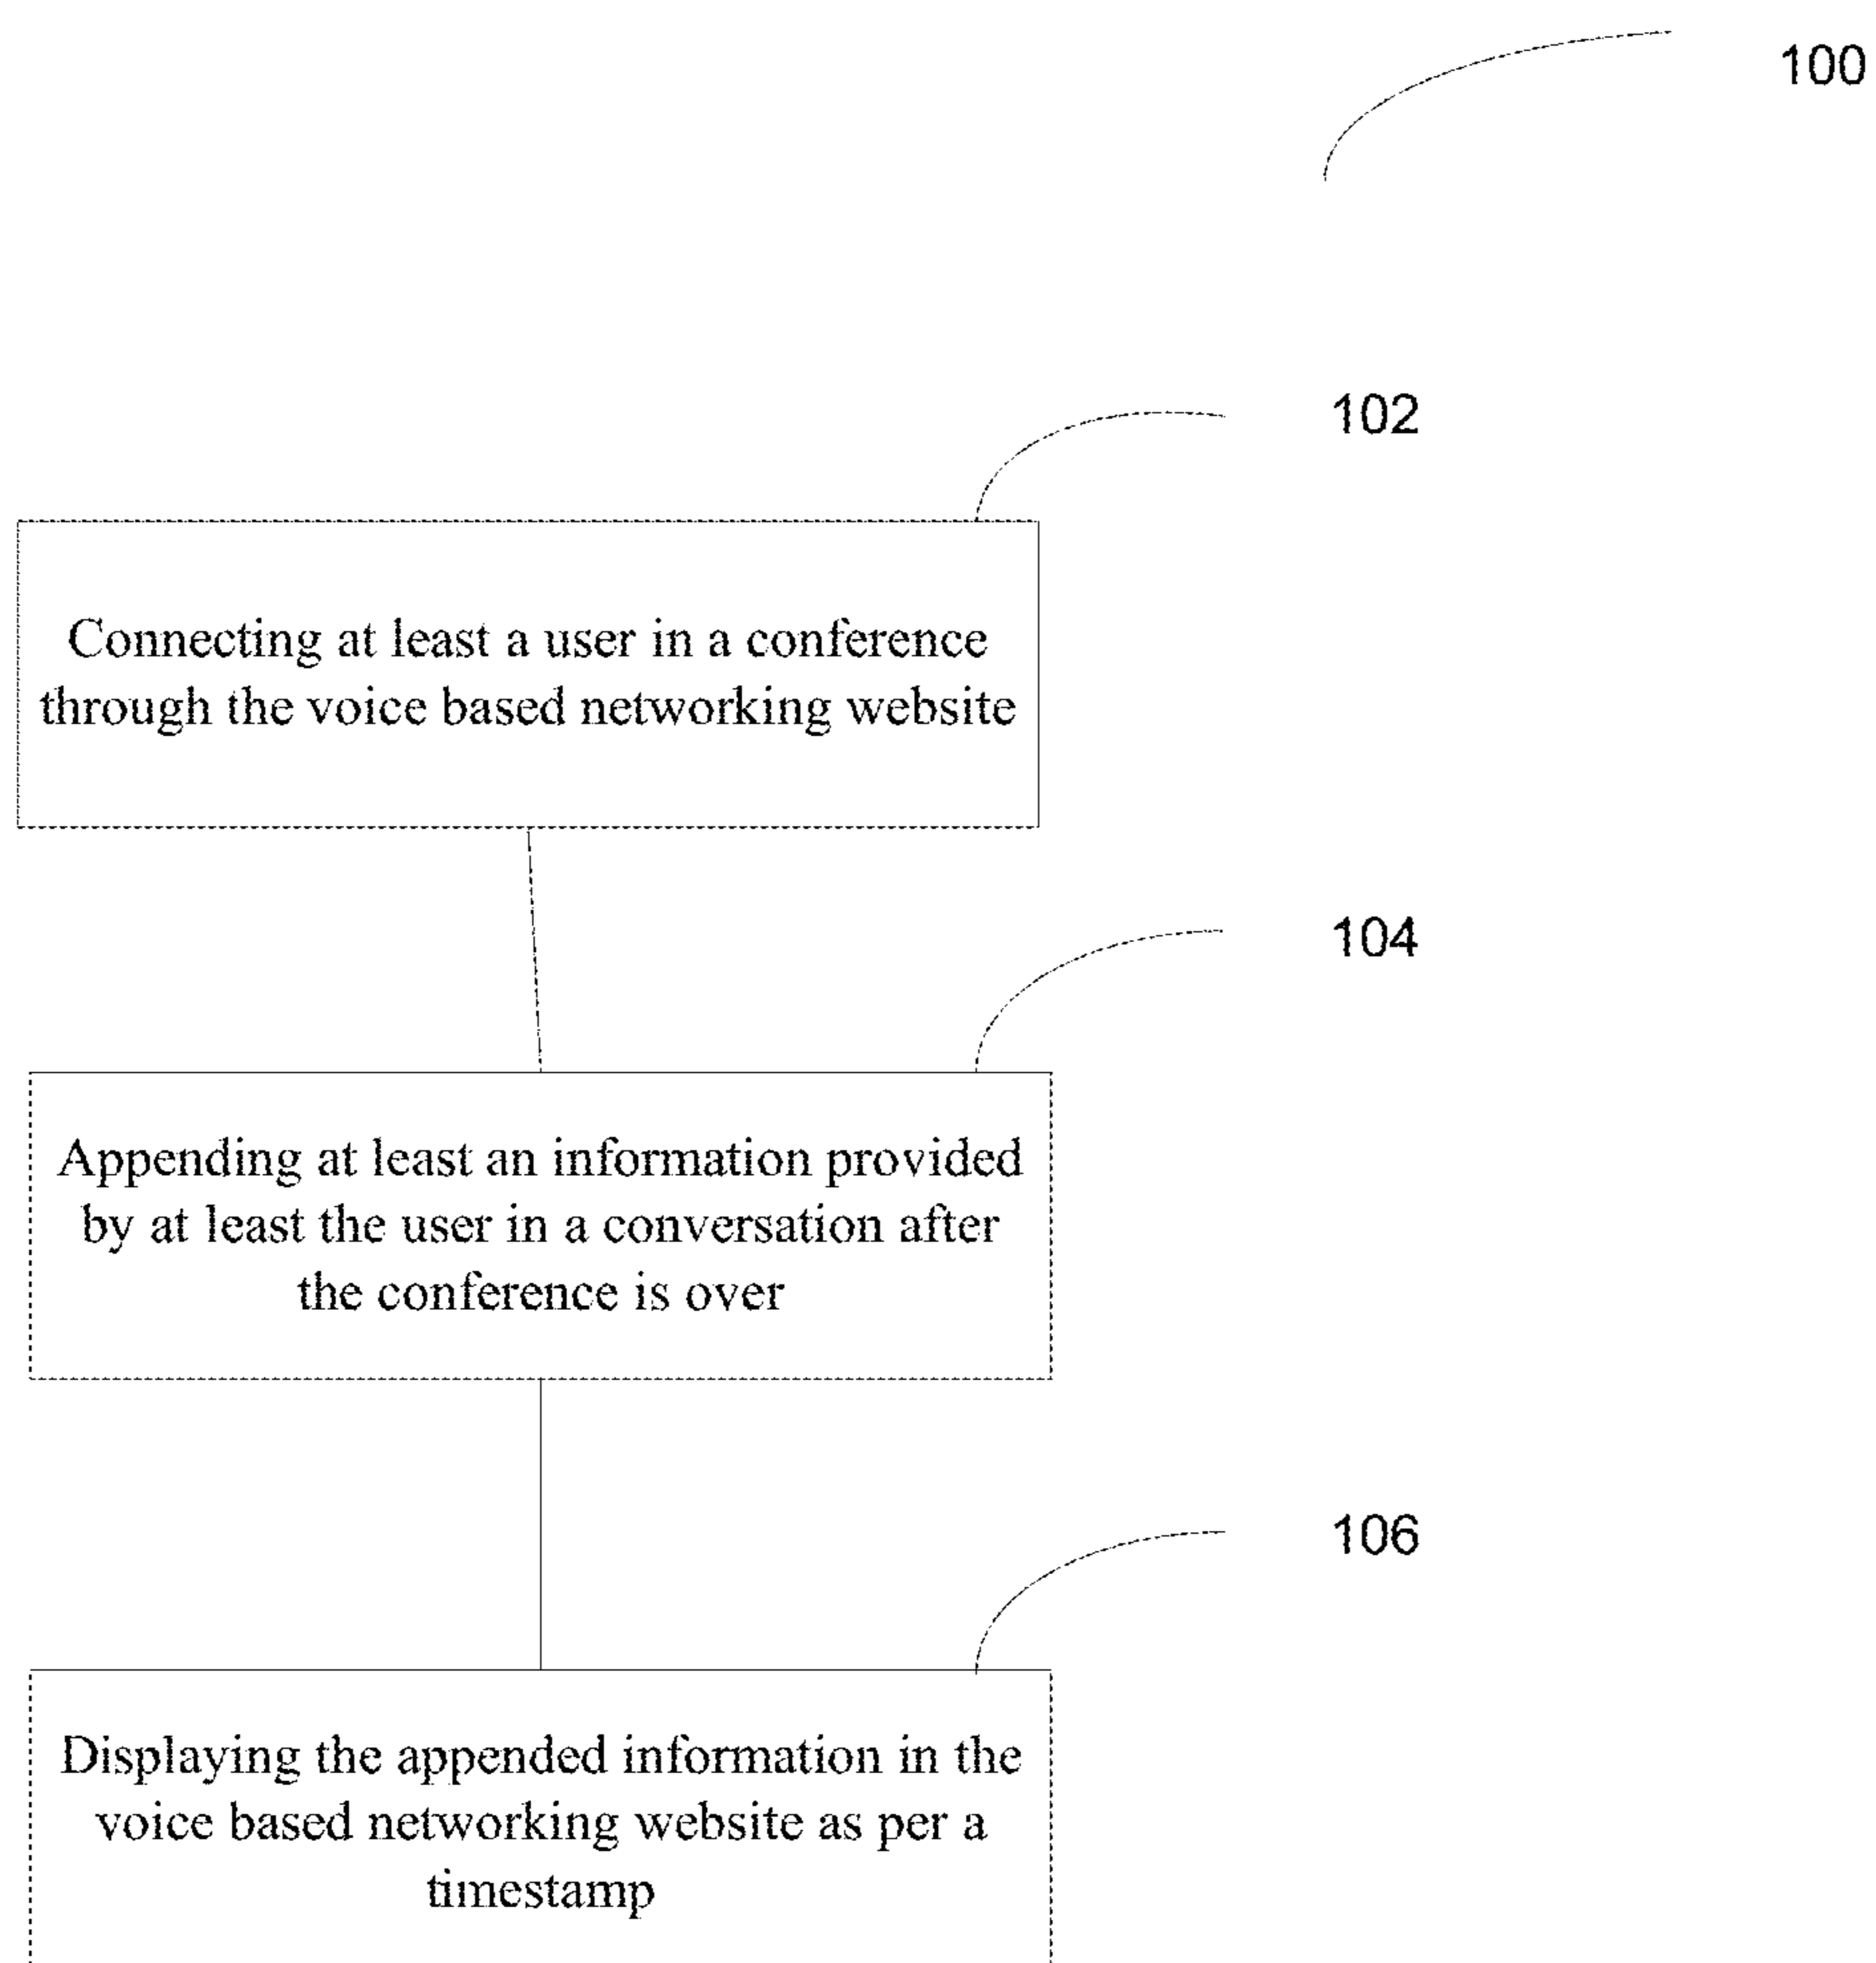 100
102
Connecting at least a user in a conference
through the voice based networking website
104
Appending at least an information provided
by at least the user in a conversation after
the conference is over
106
Displaying the appended information in the
voice based networking website as per a
timestamp